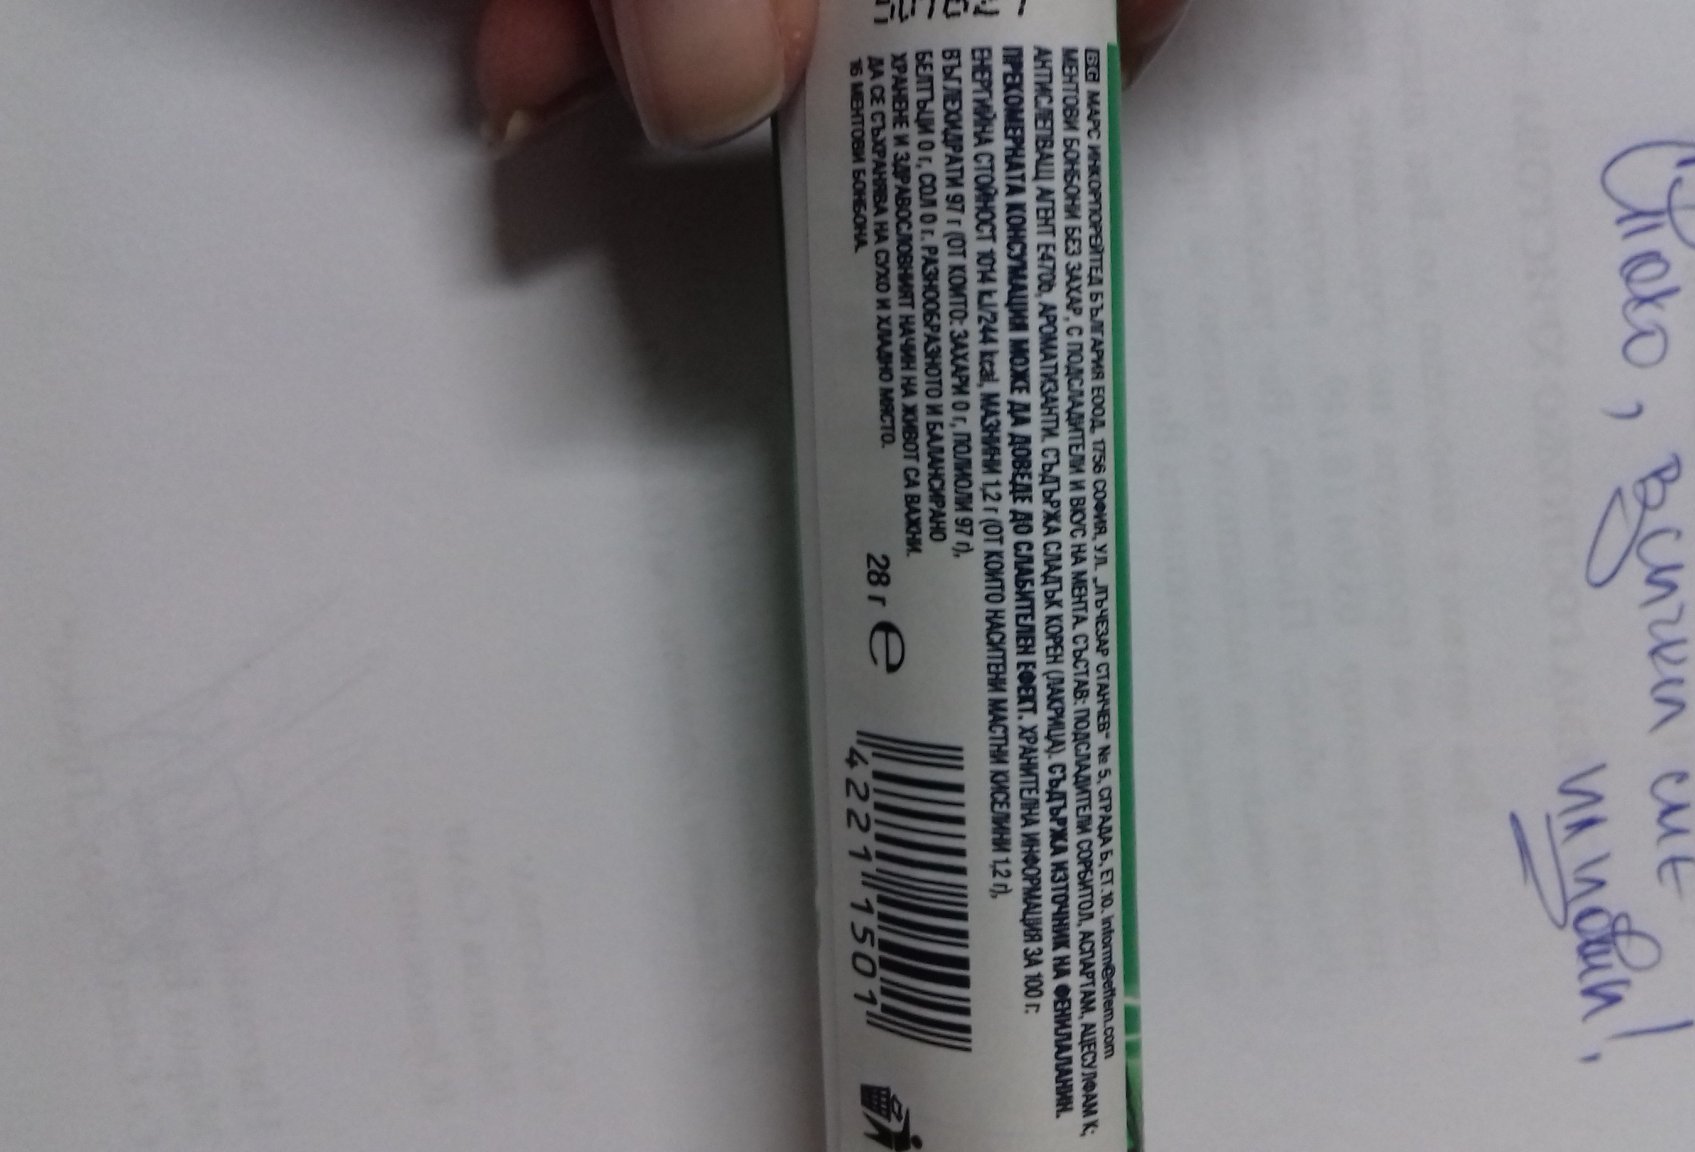 BG МАРС ИНКОРПОРЕЙТЕД БЪЛГАРИЯ ЕООД, 1756 СОФИЯ, УЛ. „ЛЪЧЕЗАР СТАНЧЕВ" № 5, СГРАДА Б, ЕТ.10. inform@effem.com
МЕНТОВИ БОНБОНИ БЕЗ ЗАХАР, С ПОДСЛАДИТЕЛИ И ВКУС НА МЕНТА. СЪСТАВ: ПОДСЛАДИТЕЛИ СОРБИТОЛ, АСПАРТАМ, АЦЕСУЛФАМ К;
АНТИСЛЕПВАЩ АГЕНТ Е470b, АРОМАТИЗАНТИ. СЪДЪРЖА СЛАДЪК КОРЕН (ЛАКРИЦА). СЪДЪРЖА ИЗТОЧНИК НА ФЕНИЛАЛАНИН.
ПРЕКОМЕРНАТА КОНСУМАЦИЯ МОЖЕ ДА ДОВЕДЕ ДО СЛАБИТЕЛЕН ЕФЕКТ. ХРАНИТЕЛНА ИНФОРМАЦИЯ ЗА 100 г:
ЕНЕРГИЙНА СТОЙНОСТ 1014 kJ/244 kcal, МАЗНИНИ 1,2 г (ОТ КОИТО НАСИТЕНИ МАСТНИ КИСЕЛИНИ 1,2 г),
ВЪГЛЕХИДРАТИ 97 г (ОТ КОИТО: ЗАХАРИ 0 г, ПОЛИОЛИ 97 г),
БЕЛТЪЦИ 0 г, СОЛ 0 г. РАЗНООБРАЗНОТО И БАЛАНСИРАНО
ХРАНЕНЕ И ЗДРАВОСЛОВНИЯТ НАЧИН НА ЖИВОТ СА ВАЖНИ.
ДА СЕ СЪХРАНЯВА НА СУХО И ХЛАДНО МЯСТО.
16 МЕНТОВИ БОНБОНА.
28 г e
42211501
всички сме